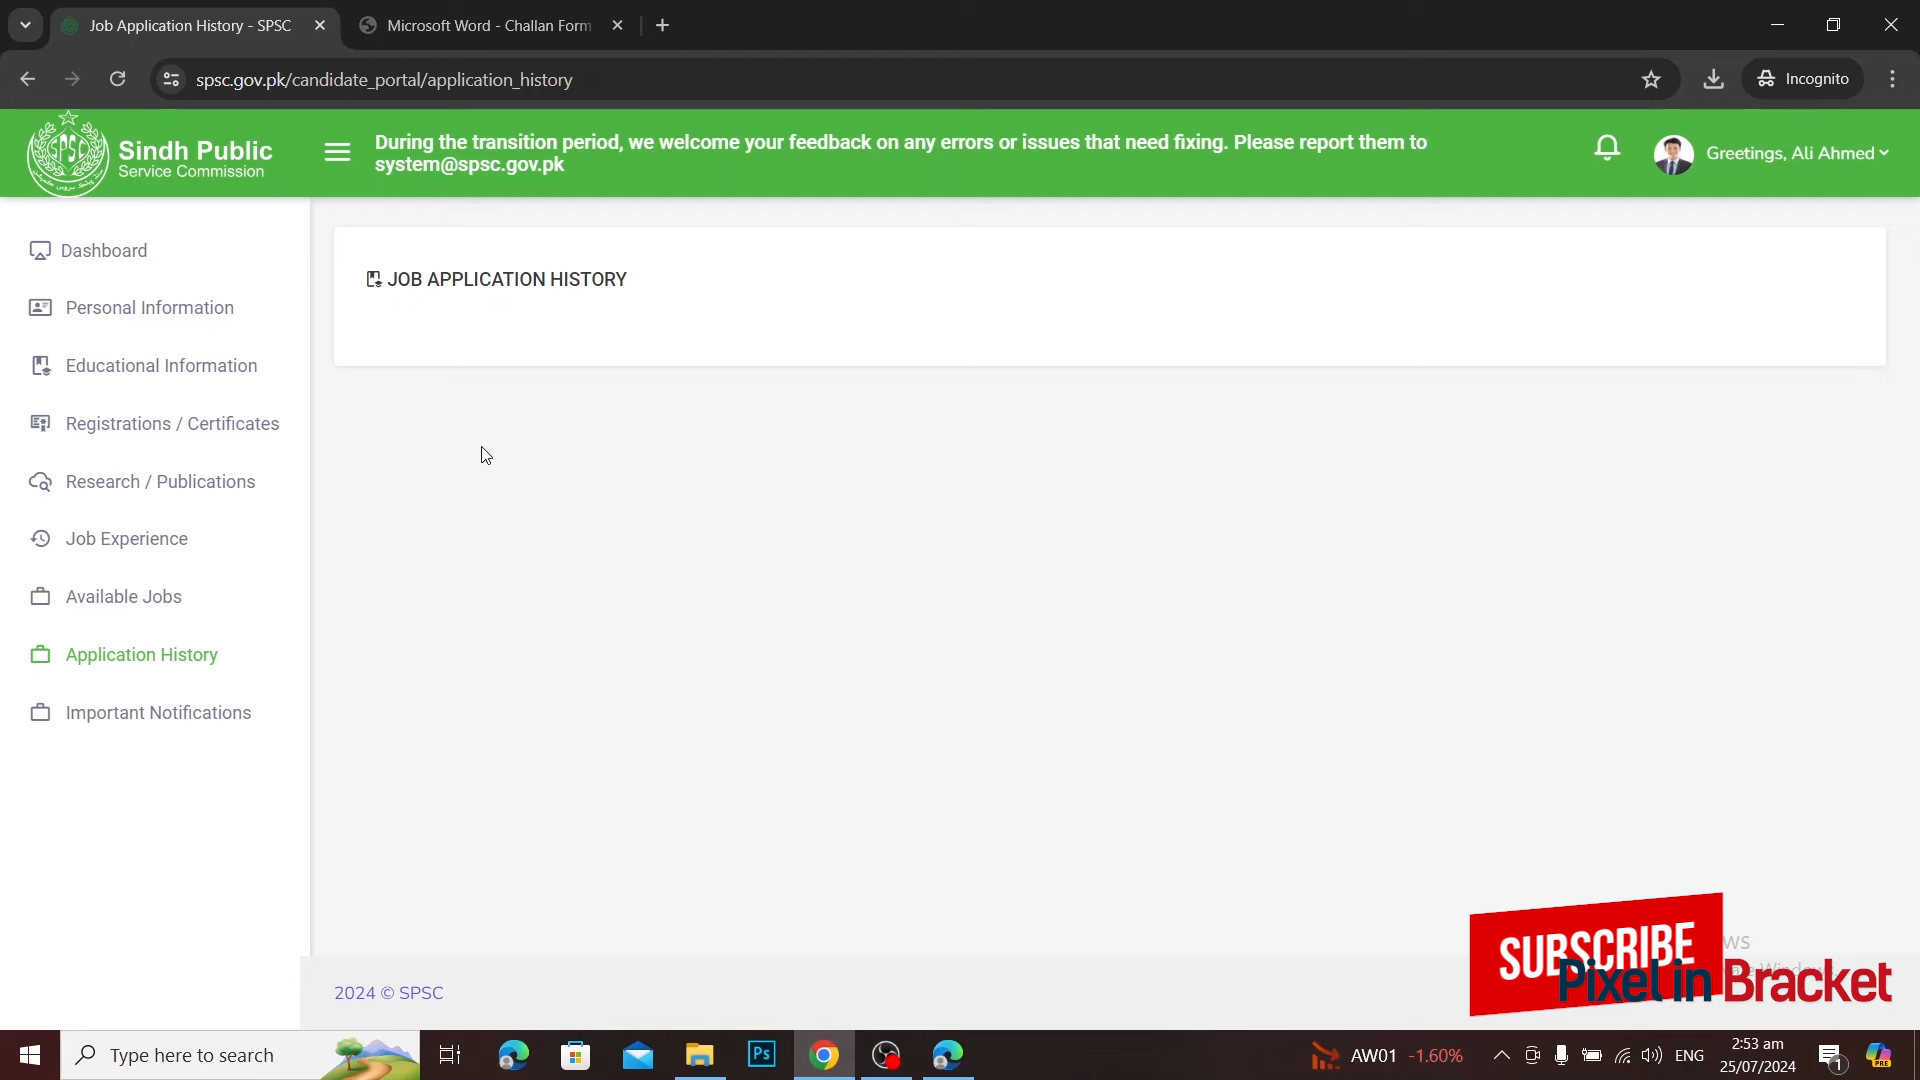 Job Application History - SPSC
Microsoft Word - Challan Form
spsc.gov.pk/candidate_portal/application_history
Incognito
SPSC
Sindh Public
Service Commission
During the transition period, we welcome your feedback on any errors or issues that need fixing. Please report them to
system@spsc.gov.pk
Greetings, Ali Ahmed
Dashboard
Personal Information
Educational Information
Registrations / Certificates
Research / Publications
Job Experience
Available Jobs
Application History
Important Notifications
JOB APPLICATION HISTORY
2024 © SPSC
SUBSCRIBE
Pixel in Bracket
Type here to search
Ps
AW01 -1.60%
ENG
2:53 am
25/07/2024
1
PRE